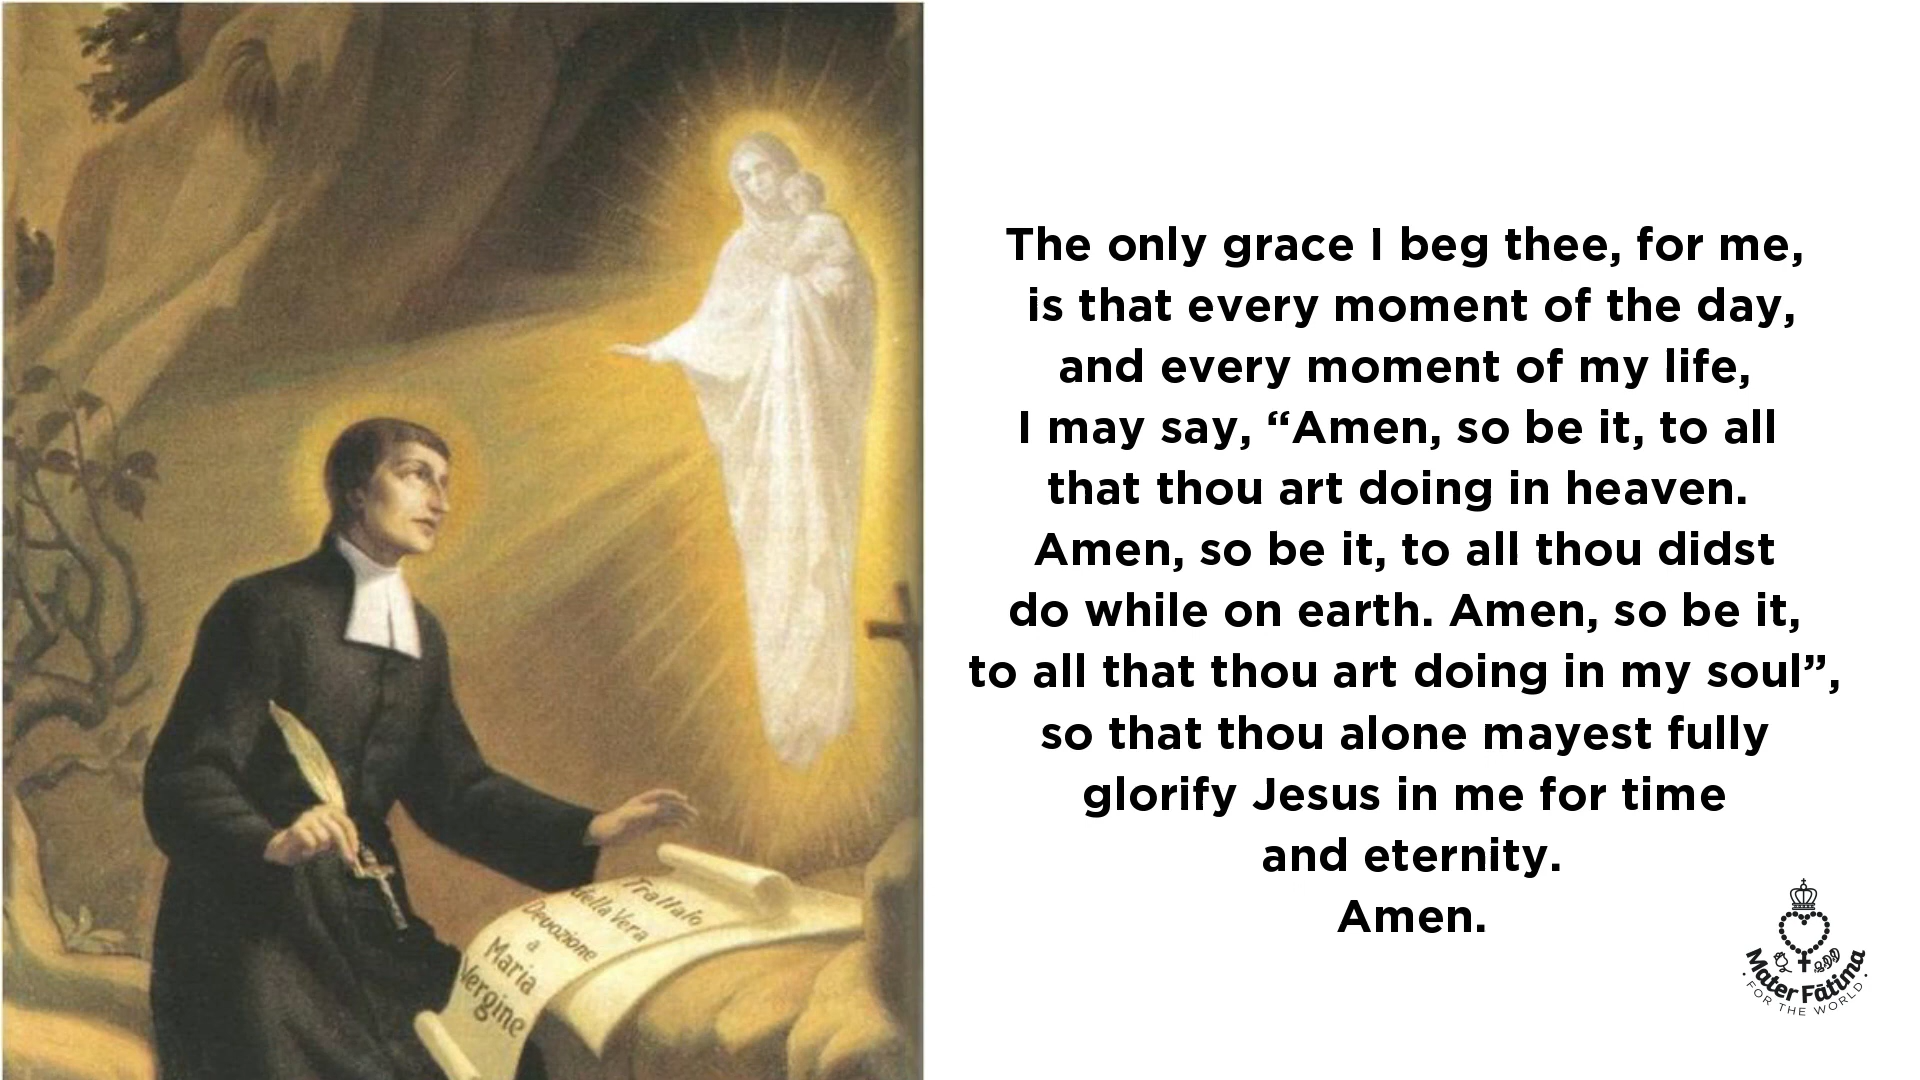 The only grace I beg thee, for me,
is that every moment of the day,
and every moment of my life,
I may say, “Amen, so be it, to all
that thou art doing in heaven.
Amen, so be it, to all thou didst
do while on earth. Amen, so be it,
to all that thou art doing in my soul”,
so that thou alone mayest fully
glorify Jesus in me for time
and eternity.
Amen.
Trattato
della Vera
Devozione
a
Maria
Vergine
Mater Fátima
FOR THE WORLD